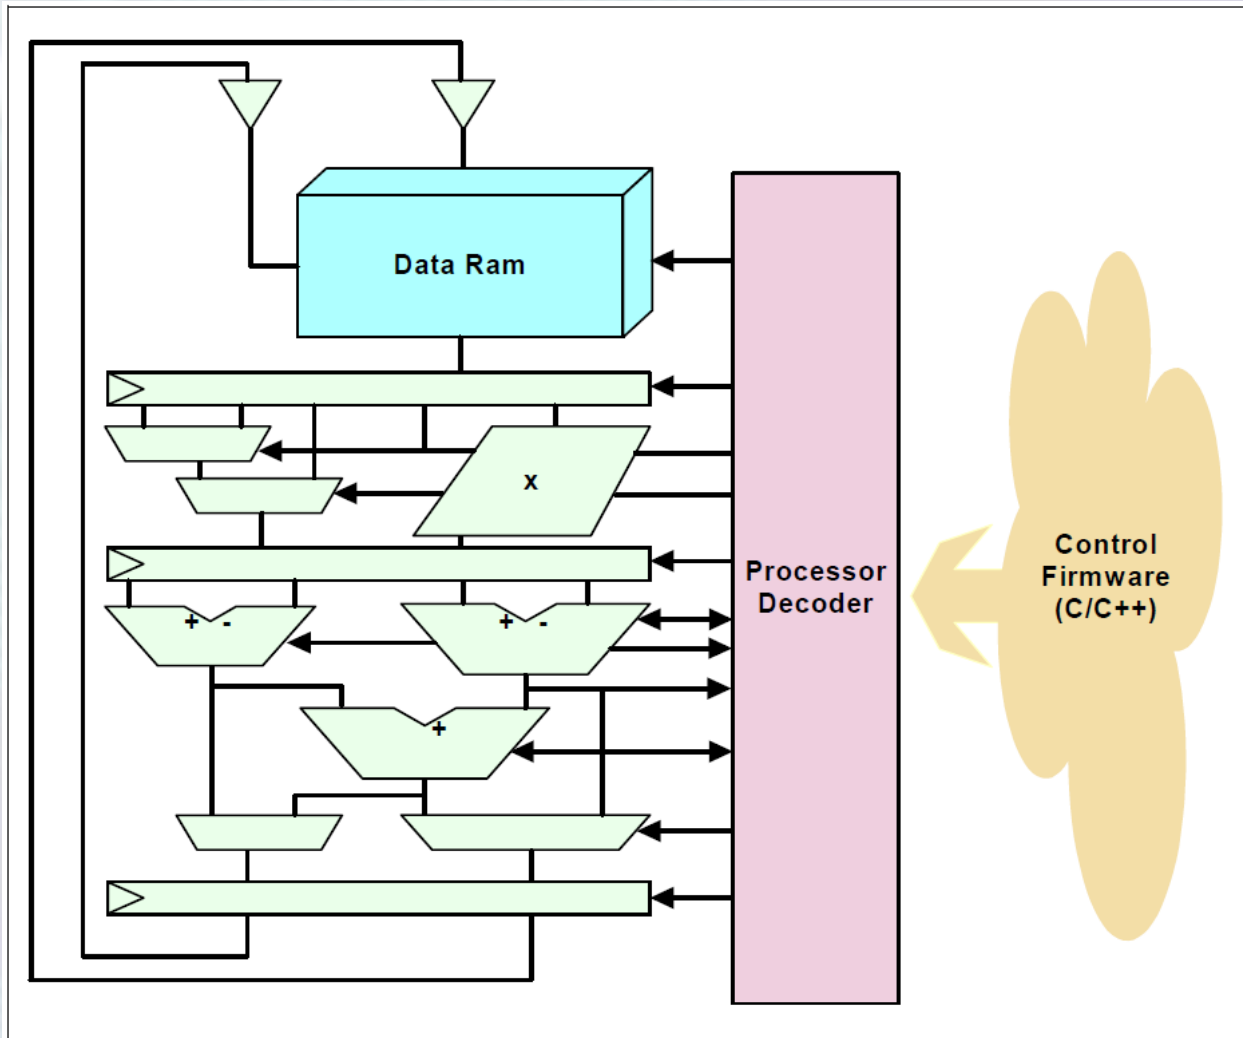 Data Ram
x
+ -
+ -
+
Processor
Decoder
Control
Firmware
(C/C++)